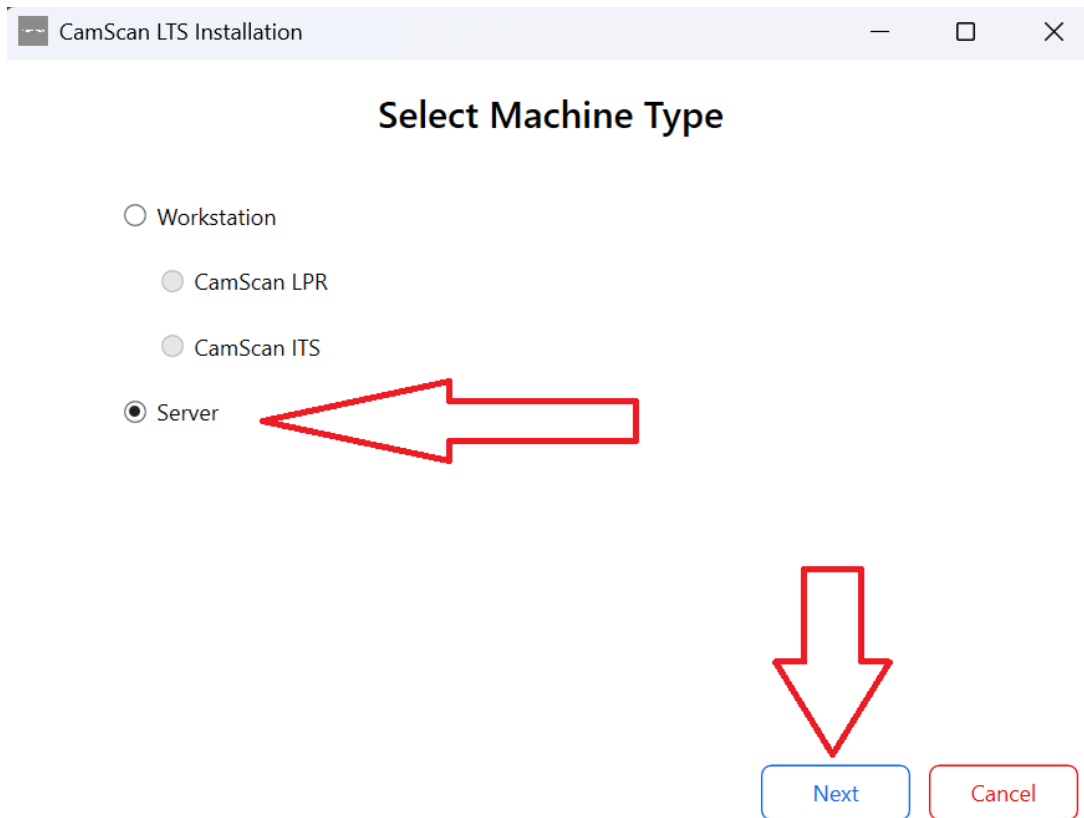 CamScan LTS Installation
Select Machine Type
Workstation
CamScan LPR
CamScan ITS
Server
Next
Cancel